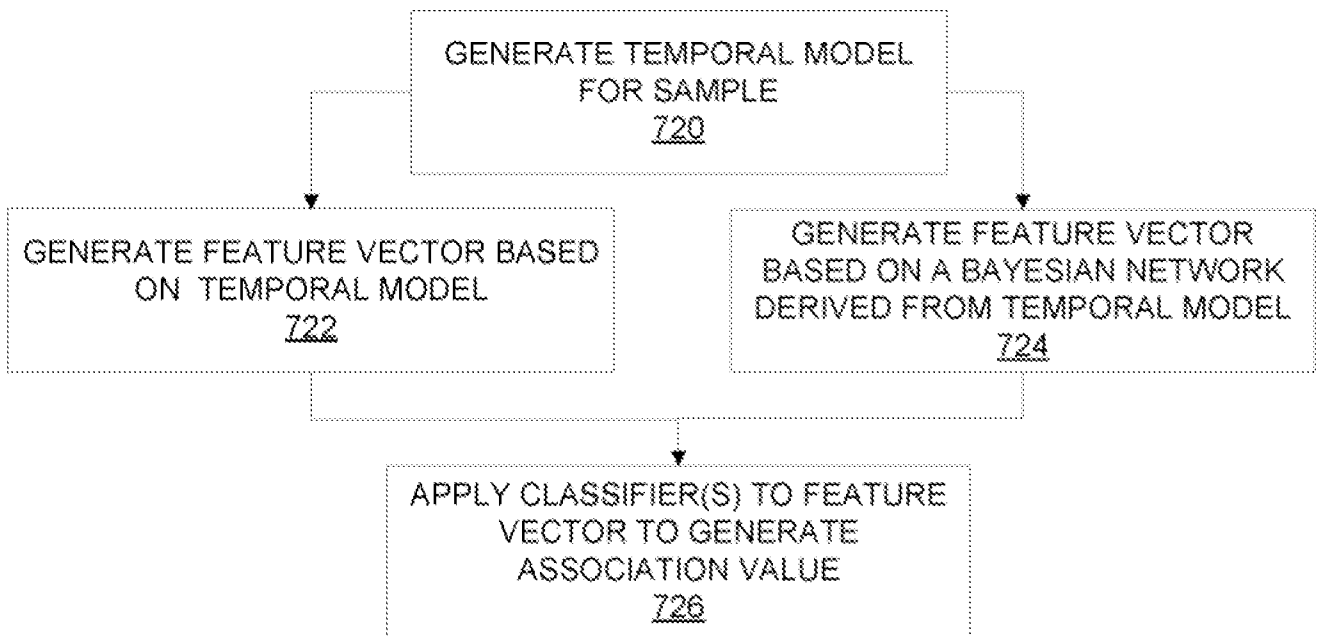 GENERATE TEMPORAL MODEL
FOR SAMPLE
720
GENERATE FEATURE VECTOR BASED
ON TEMPORAL MODEL
722
GENERATE FEATURE VECTOR
BASED ON A BAYESIAN NETWORK
DERIVED FROM TEMPORAL MODEL
724
APPLY CLASSIFIER(S) TO FEATURE
VECTOR TO GENERATE
ASSOCIATION VALUE
726